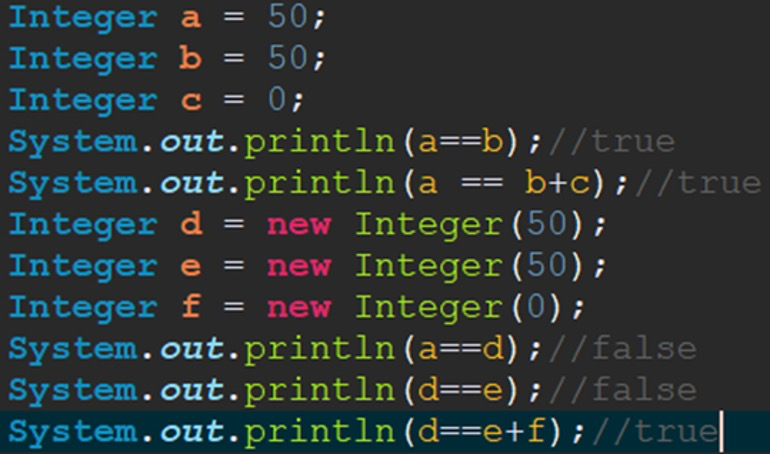 Integer a = 50;
Integer b = 50;
Integer c = 0;
System.out.println(a==b);//true
System.out.println(a == b+c);//true
Integer d = new Integer(50);
Integer e = new Integer(50);
Integer f = new Integer(0);
System.out.println(a==d);//false
System.out.println(d==e);//false
System.out.println(d==e+f);//true